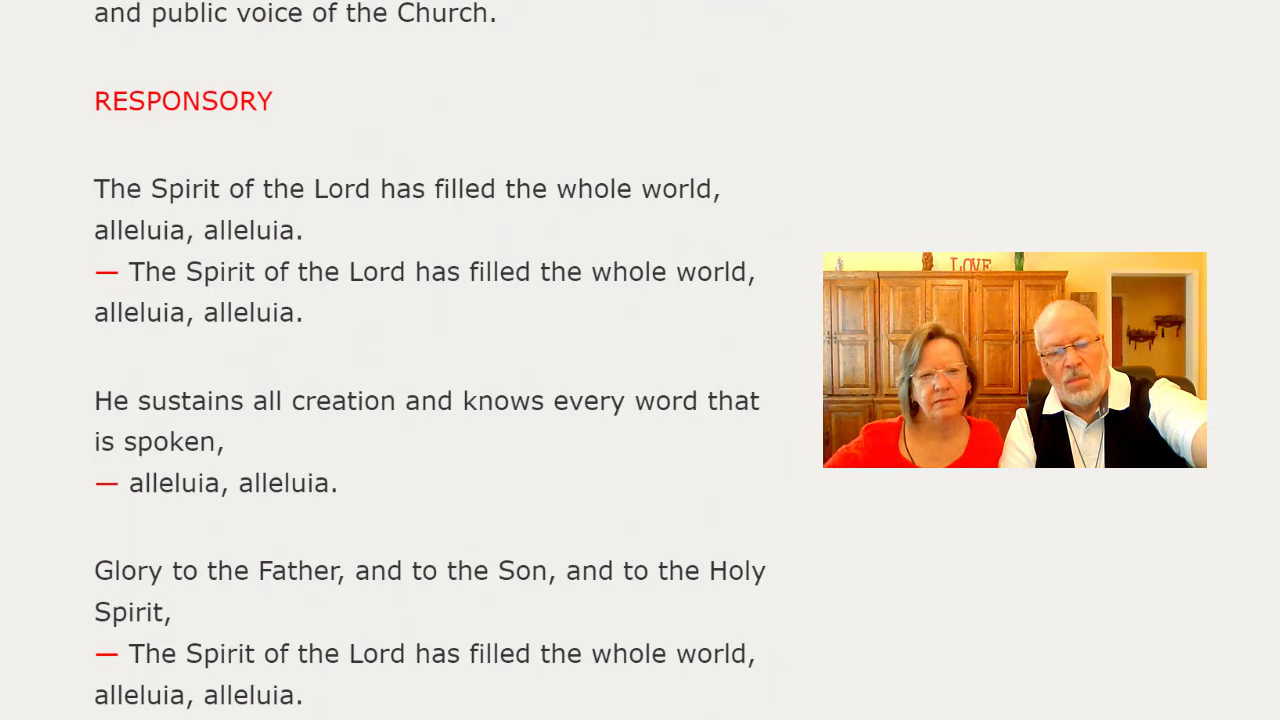 and public voice of the Church.
RESPONSORY
The Spirit of the Lord has filled the whole world,
alleluia, alleluia.
— The Spirit of the Lord has filled the whole world,
alleluia, alleluia.
He sustains all creation and knows every word that
is spoken,
— alleluia, alleluia.
Glory to the Father, and to the Son, and to the Holy
Spirit,
— The Spirit of the Lord has filled the whole world,
alleluia, alleluia.
LOVE